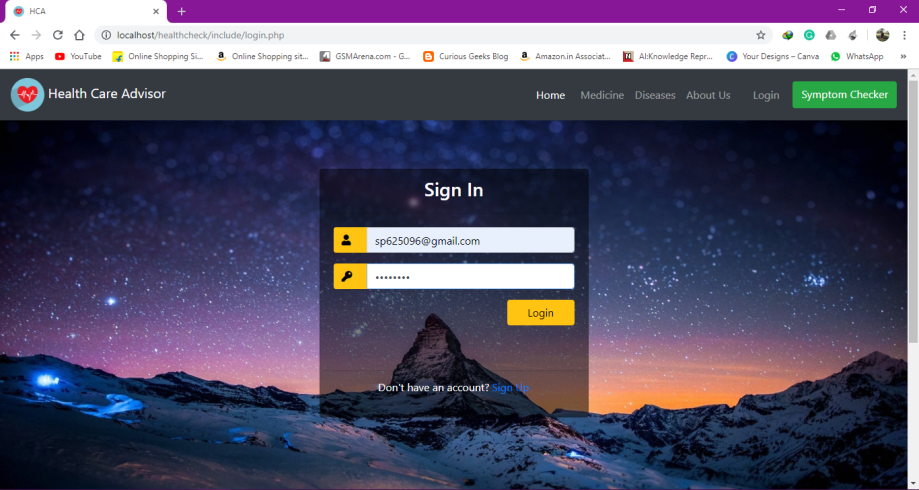 HCA
localhost/healthcheck/include/login.php
Apps YouTube Online Shopping Si... Online Shopping sit... GSMArena.com - G... Curious Geeks Blog Amazon.in Associat... AI:Knowledge Repr... Your Designs – Canva WhatsApp »
Health Care Advisor Home Medicine Diseases About Us Login Symptom Checker
Sign In
sp625096@gmail.com
••••••••
Login
Don't have an account? Sign Up